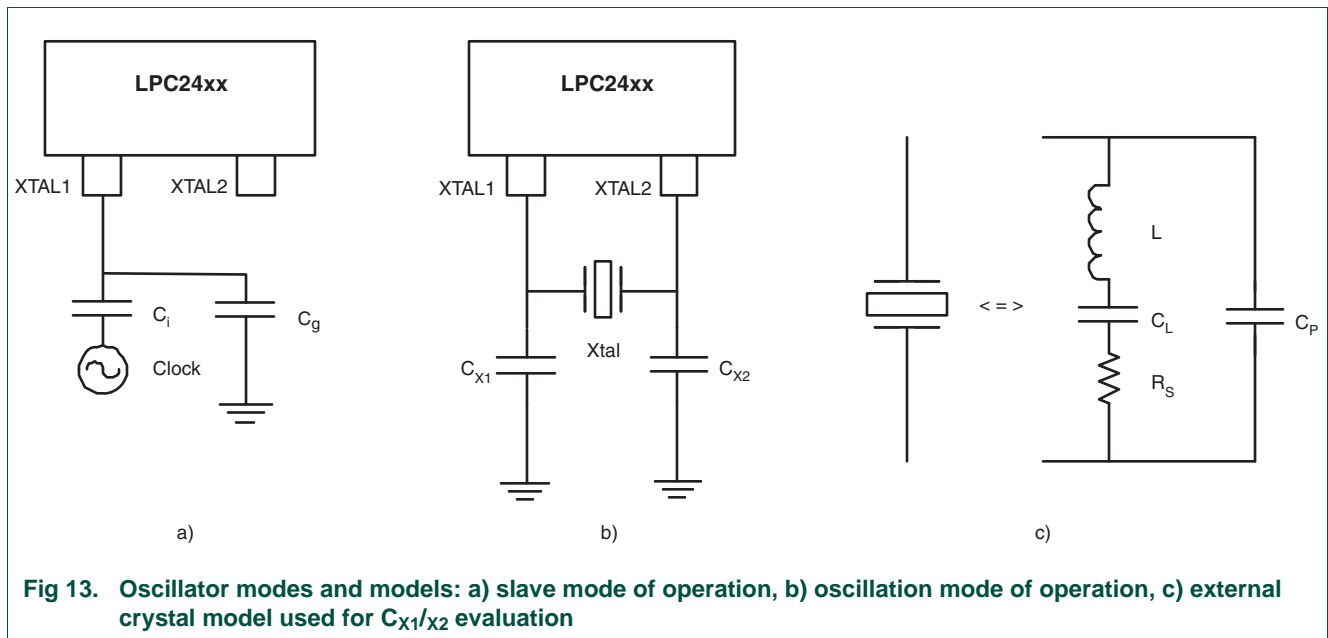 LPC24xx
LPC24xx
XTAL1
XTAL2
XTAL1
XTAL2
L
C_i
C_g
< = >
C_L
C_P
Xtal
Clock
C_X1
C_X2
R_S
a)
b)
c)
Fig 13. Oscillator modes and models: a) slave mode of operation, b) oscillation mode of operation, c) external
crystal model used for C_X1/X2 evaluation